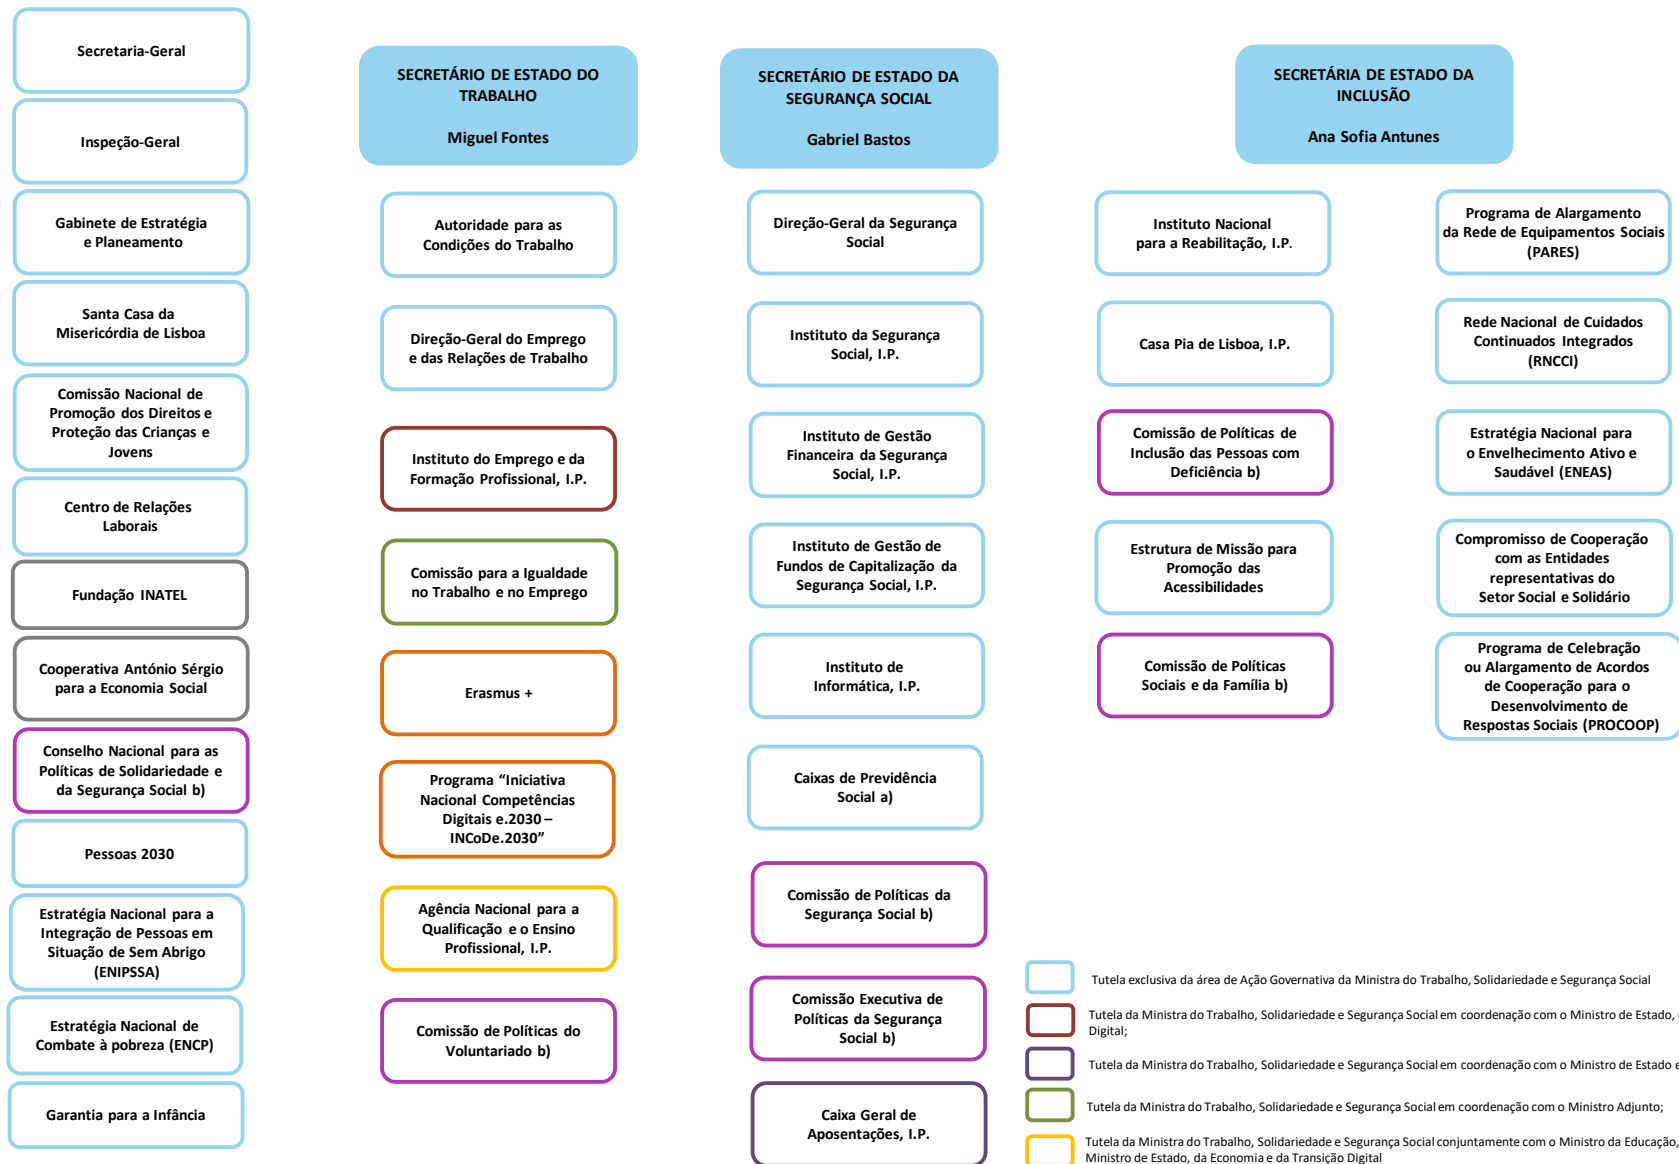 Secretaria-Geral
Inspeção-Geral
Gabinete de Estratégia
e Planeamento
Santa Casa da
Misericórdia de Lisboa
Comissão Nacional de
Promoção dos Direitos e
Proteção das Crianças e
Jovens
Centro de Relações
Laborais
Fundação INATEL
Cooperativa António Sérgio
para a Economia Social
Conselho Nacional para as
Políticas de Solidariedade e
da Segurança Social b)
Pessoas 2030
Estratégia Nacional para a
Integração de Pessoas em
Situação de Sem Abrigo
(ENIPSSA)
Estratégia Nacional de
Combate à pobreza (ENCP)
Garantia para a Infância
SECRETÁRIO DE ESTADO DO
TRABALHO
Miguel Fontes
Autoridade para as
Condições do Trabalho
Direção-Geral do Emprego
e das Relações de Trabalho
Instituto do Emprego e da
Formação Profissional, I.P.
Comissão para a Igualdade
no Trabalho e no Emprego
Erasmus +
Programa “Iniciativa
Nacional Competências
Digitais e.2030 –
INCoDe.2030”
Agência Nacional para a
Qualificação e o Ensino
Profissional, I.P.
Comissão de Políticas do
Voluntariado b)
SECRETÁRIO DE ESTADO DA
SEGURANÇA SOCIAL
Gabriel Bastos
Direção-Geral da Segurança
Social
Instituto da Segurança
Social, I.P.
Instituto de Gestão
Financeira da Segurança
Social, I.P.
Instituto de Gestão de
Fundos de Capitalização da
Segurança Social, I.P.
Instituto de
Informática, I.P.
Caixas de Previdência
Social a)
Comissão de Políticas da
Segurança Social b)
Comissão Executiva de
Políticas da Segurança
Social b)
Caixa Geral de
Aposentações, I.P.
SECRETÁRIA DE ESTADO DA
INCLUSÃO
Ana Sofia Antunes
Instituto Nacional
para a Reabilitação, I.P.
Casa Pia de Lisboa, I.P.
Comissão de Políticas de
Inclusão das Pessoas com
Deficiência b)
Estrutura de Missão para
Promoção das
Acessibilidades
Comissão de Políticas
Sociais e da Família b)
Programa de Alargamento
da Rede de Equipamentos Sociais
(PARES)
Rede Nacional de Cuidados
Continuados Integrados
(RNCCI)
Estratégia Nacional para
o Envelhecimento Ativo e
Saudável (ENEAS)
Compromisso de Cooperação
com as Entidades
representativas do
Setor Social e Solidário
Programa de Celebração
ou Alargamento de Acordos
de Cooperação para o
Desenvolvimento de
Respostas Sociais (PROCOOP)
Tutela exclusiva da área de Ação Governativa da Ministra do Trabalho, Solidariedade e Segurança Social
Tutela da Ministra do Trabalho, Solidariedade e Segurança Social em coordenação com o Ministro de Estado,
Digital;
Tutela da Ministra do Trabalho, Solidariedade e Segurança Social em coordenação com o Ministro de Estado e
Tutela da Ministra do Trabalho, Solidariedade e Segurança Social em coordenação com o Ministro Adjunto;
Tutela da Ministra do Trabalho, Solidariedade e Segurança Social conjuntamente com o Ministro da Educação,
Ministro de Estado, da Economia e da Transição Digital